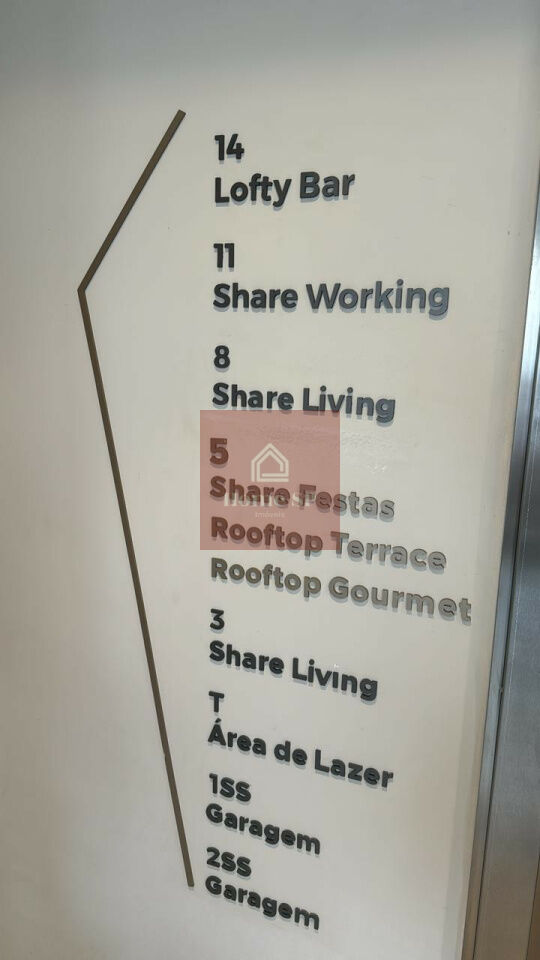 14
Lofty Bar
11
Share Working
8
Share Living
5
Share Festas
Rooftop Terrace
Rooftop Gourmet
3
Share Living
T
Área de Lazer
1SS
Garagem
2SS
Garagem
Imóveis